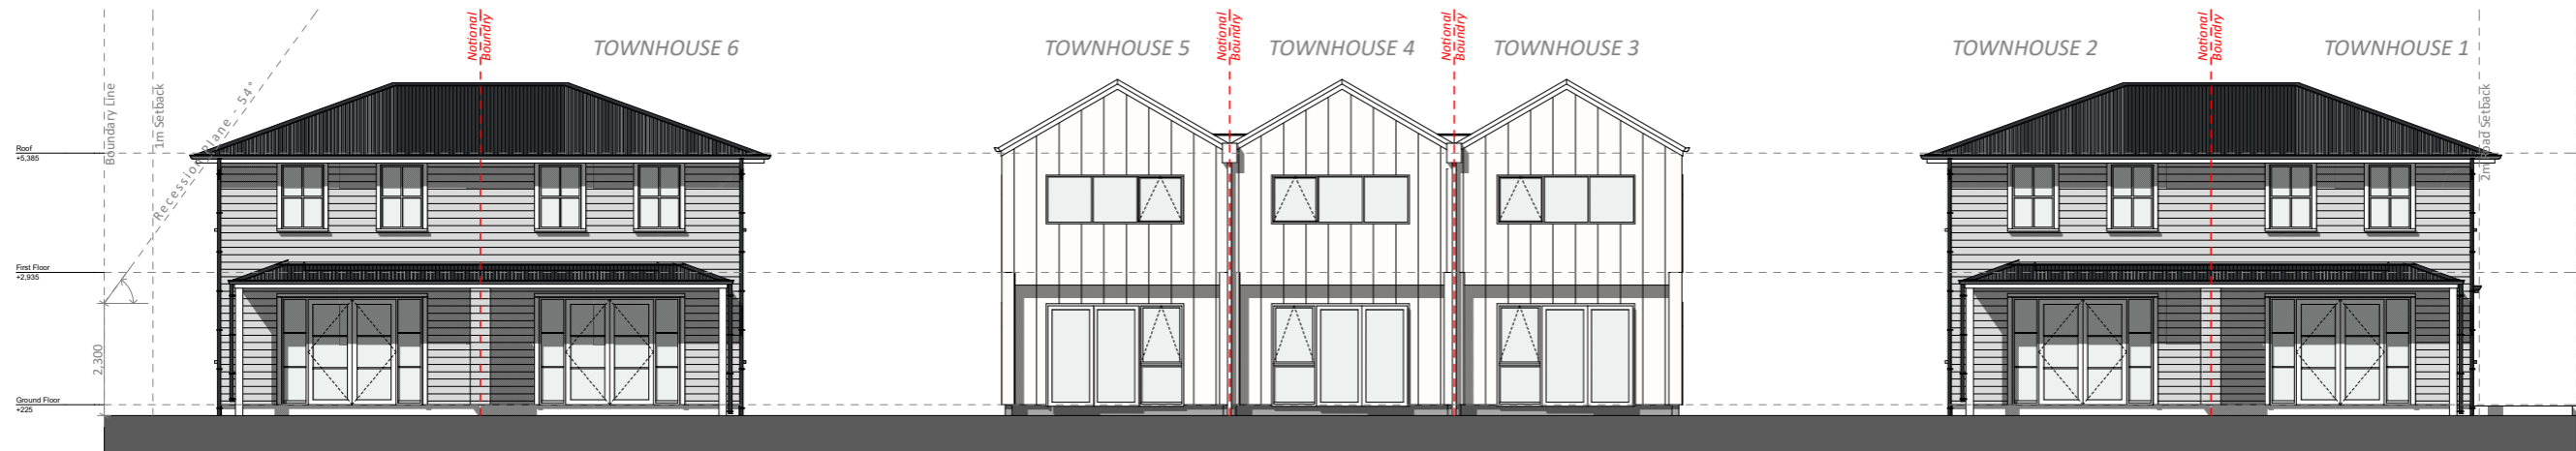 TOWNHOUSE 6
TOWNHOUSE 5
TOWNHOUSE 4
TOWNHOUSE 3
TOWNHOUSE 2
TOWNHOUSE 1
Notional
Boundry
Notional
Boundry
Notional
Boundry
Notional
Boundry
Boundary Line
1m Setback
Recession Plane - 54°
2m Road Setback
Roof
+5,385
First Floor
+2,935
2,300
Ground Floor
+225